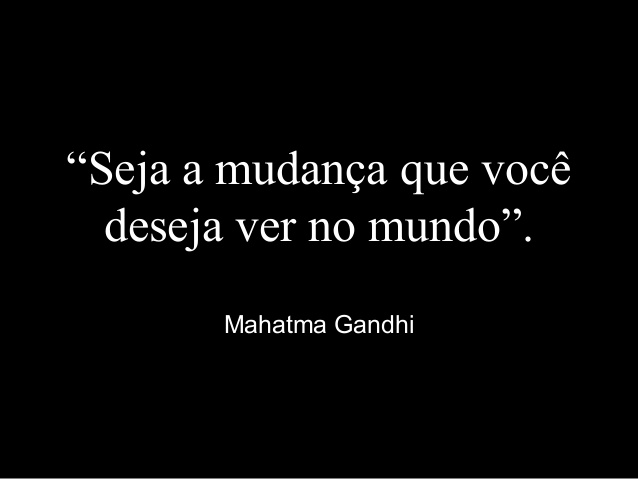 “Seja a mudança que você
deseja ver no mundo”.
Mahatma Gandhi